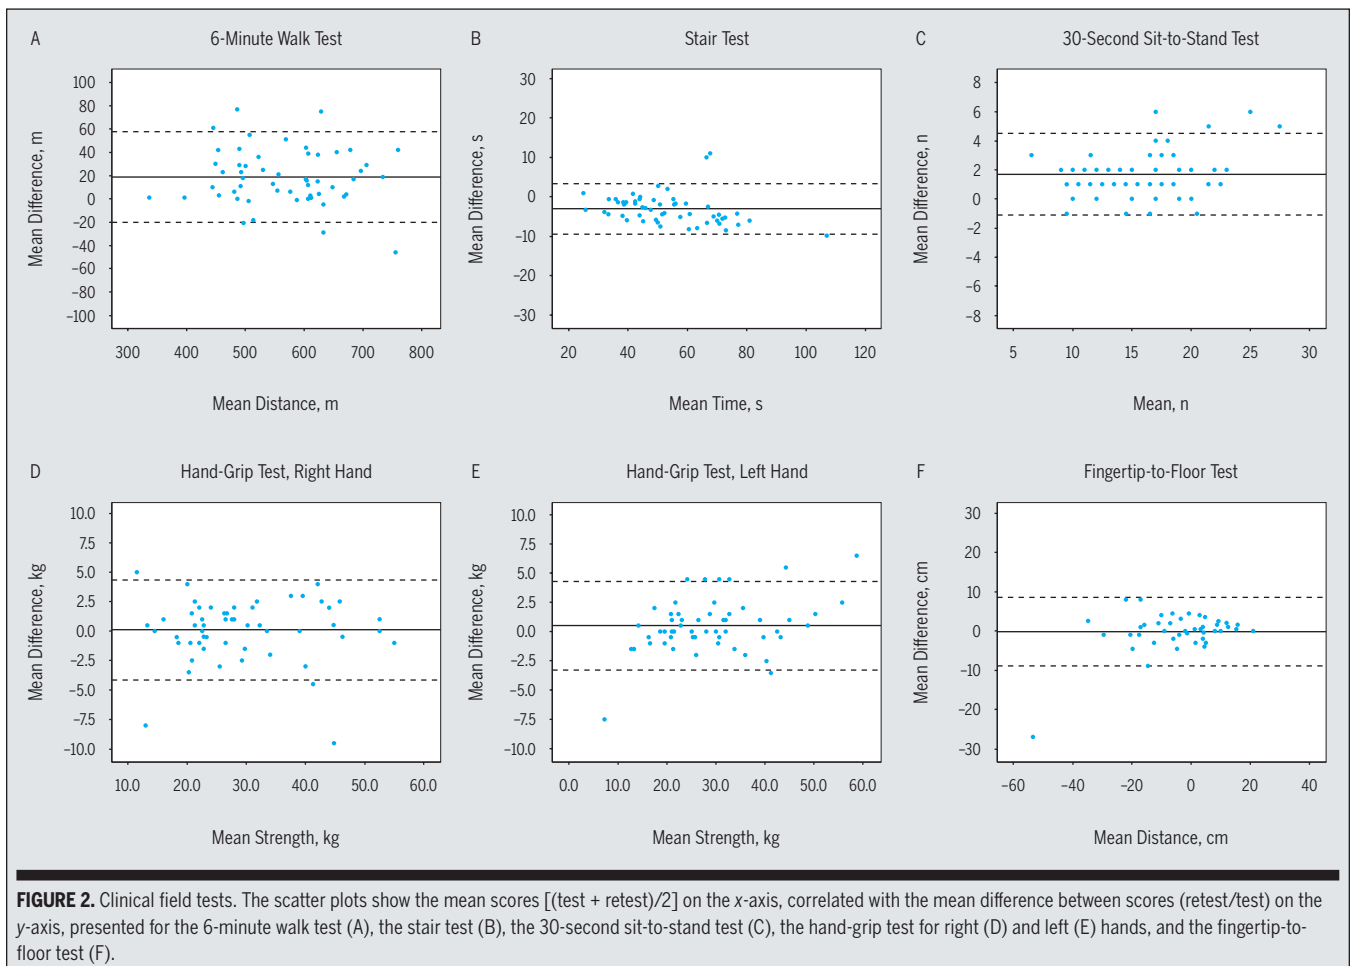 A
6-Minute Walk Test
Mean Difference, m
100
80
60
40
20
0
–20
–40
–60
–80
–100
300 400 500 600 700 800
Mean Distance, m
B
Stair Test
Mean Difference, s
30
20
10
0
–10
–20
–30
20 40 60 80 100 120
Mean Time, s
C
30-Second Sit-to-Stand Test
Mean Difference, n
8
6
4
2
0
–2
–4
–6
–8
5 10 15 20 25 30
Mean, n
D
Hand-Grip Test, Right Hand
Mean Difference, kg
10.0
7.5
5.0
2.5
0.0
–2.5
–5.0
–7.5
–10.0
10.0 20.0 30.0 40.0 50.0 60.0
Mean Strength, kg
E
Hand-Grip Test, Left Hand
Mean Difference, kg
10.0
7.5
5.0
2.5
0.0
–2.5
–5.0
–7.5
–10.0
0.0 10.0 20.0 30.0 40.0 50.0 60.0
Mean Strength, kg
F
Fingertip-to-Floor Test
Mean Difference, cm
30
20
10
0
–10
–20
–30
–60 –40 –20 0 20 40
Mean Distance, cm
FIGURE 2. Clinical field tests. The scatter plots show the mean scores [(test + retest)/2] on the x-axis, correlated with the mean difference between scores (retest/test) on the
y-axis, presented for the 6-minute walk test (A), the stair test (B), the 30-second sit-to-stand test (C), the hand-grip test for right (D) and left (E) hands, and the fingertip-to-
floor test (F).